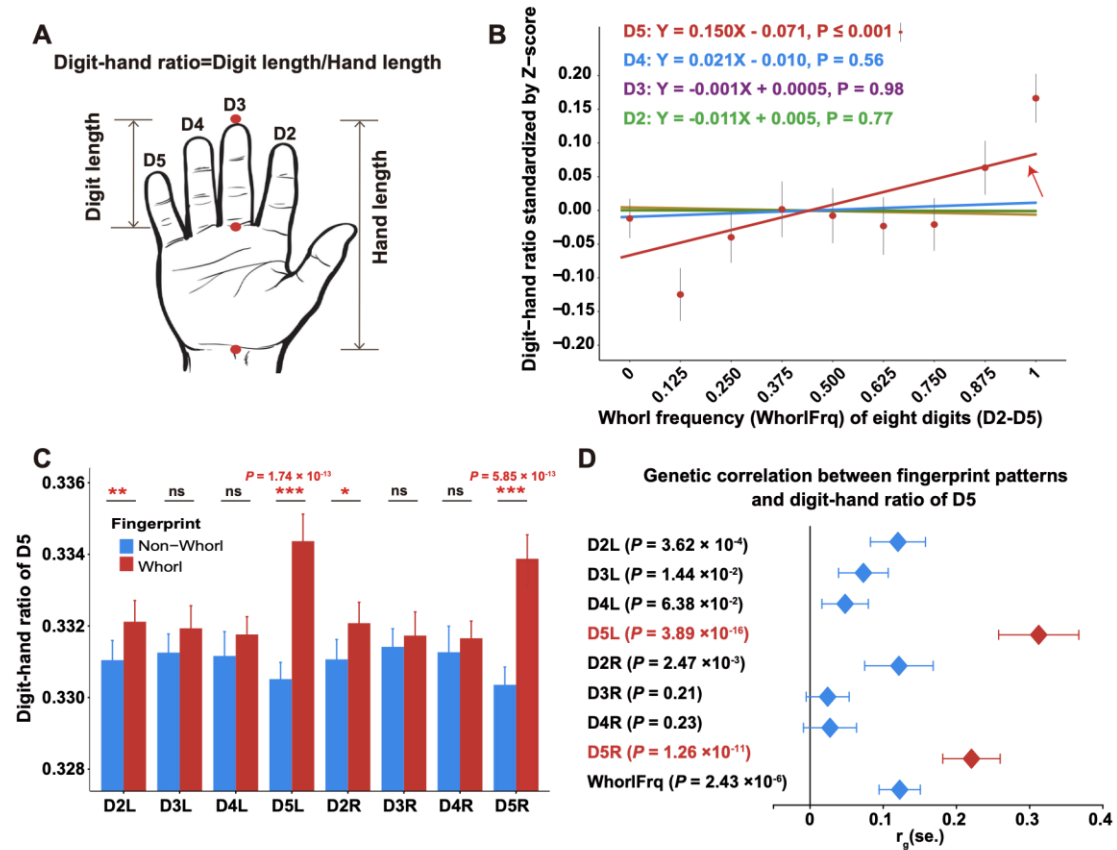 A
Digit-hand ratio=Digit length/Hand length
D3
D4
D2
D5
Digit length
Hand length
B
D5: Y = 0.150X - 0.071, P ≤ 0.001
D4: Y = 0.021X - 0.010, P = 0.56
D3: Y = -0.001X + 0.0005, P = 0.98
D2: Y = -0.011X + 0.005, P = 0.77
Digit−hand ratio standardized by Z−score
0.20
0.15
0.10
0.05
0.00
−0.05
−0.10
−0.15
−0.20
0 0.125 0.250 0.375 0.500 0.625 0.750 0.875 1
Whorl frequency (WhorlFrq) of eight digits (D2-D5)
C
P = 1.74 × 10-13 P = 5.85 × 10-13
** ns ns *** * ns ns ***
Fingerprint
Non−Whorl
Whorl
Digit-hand ratio of D5
0.336
0.334
0.332
0.330
0.328
D2L D3L D4L D5L D2R D3R D4R D5R
D
Genetic correlation between fingerprint patterns
and digit-hand ratio of D5
D2L (P = 3.62 × 10-4)
D3L (P = 1.44 ×10-2)
D4L (P = 6.38 ×10-2)
D5L (P = 3.89 ×10-16)
D2R (P = 2.47 ×10-3)
D3R (P = 0.21)
D4R (P = 0.23)
D5R (P = 1.26 ×10-11)
WhorlFrq (P = 2.43 ×10-6)
0 0.1 0.2 0.3 0.4
rg(se.)